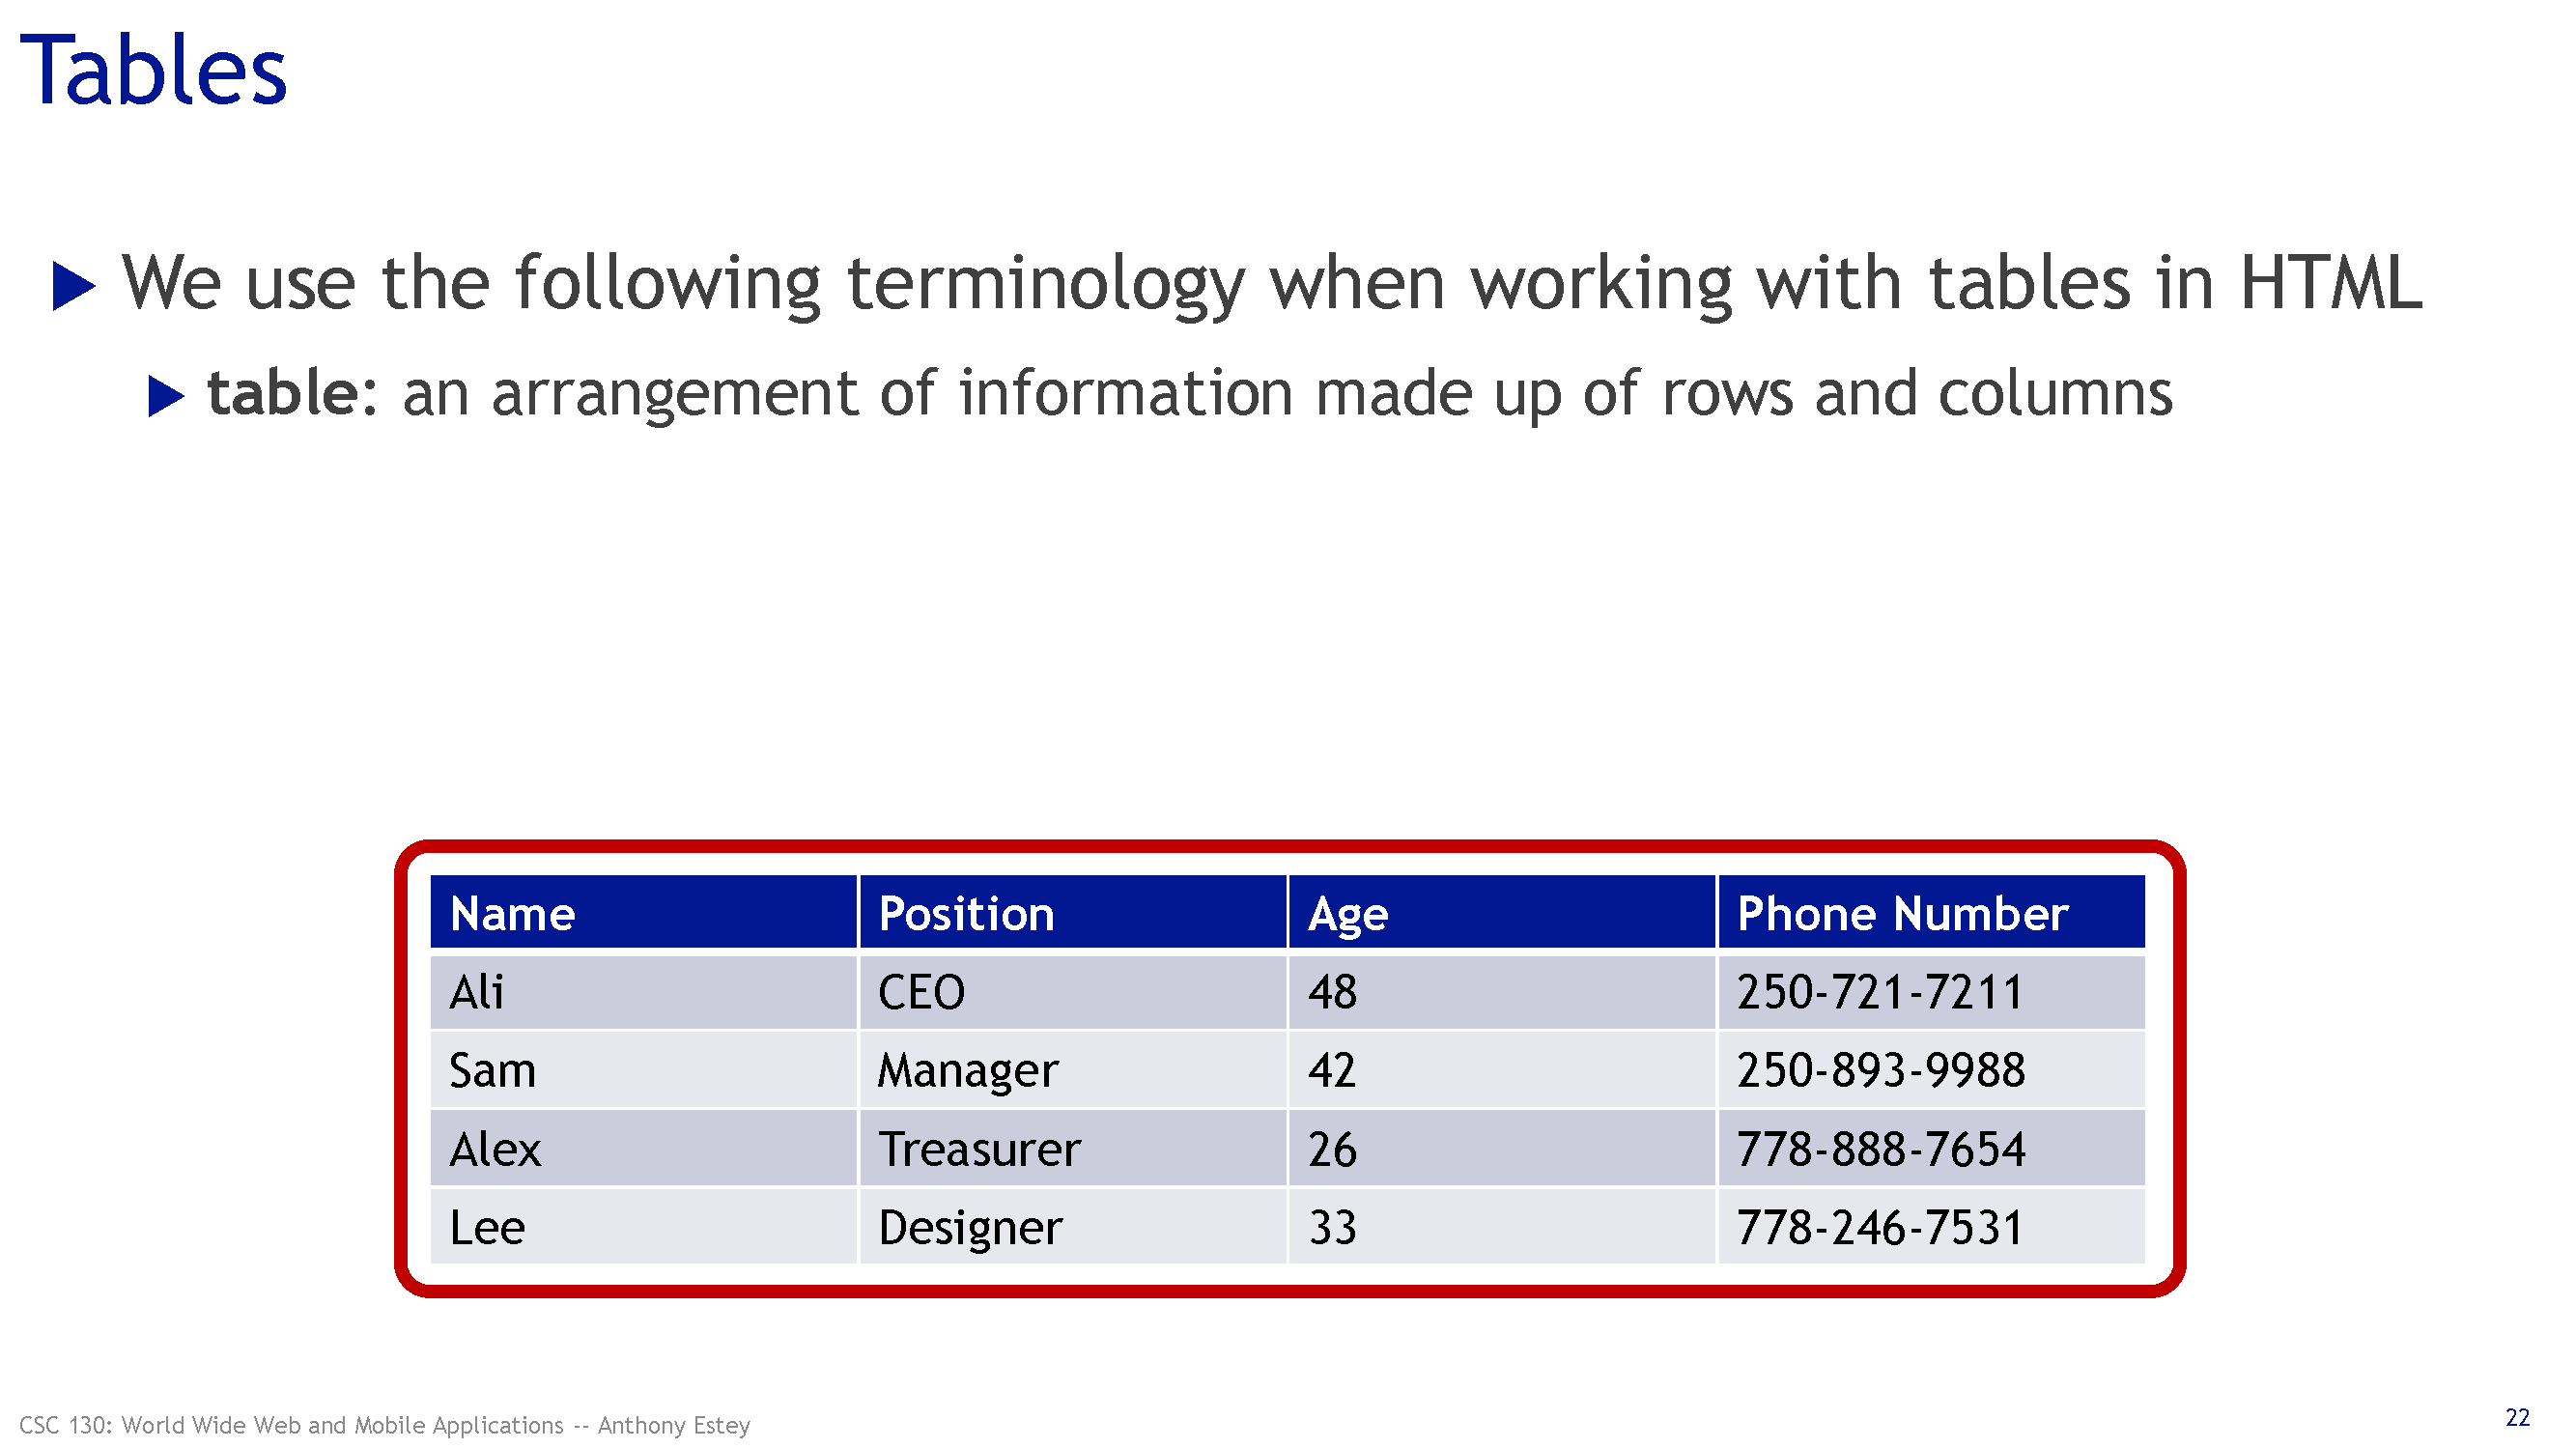 Tables
We use the following terminology when working with tables in HTML
table: an arrangement of information made up of rows and columns
Name Position Age Phone Number
Ali CEO 48 250-721-7211
Sam Manager 42 250-893-9988
Alex Treasurer 26 778-888-7654
Lee Designer 33 778-246-7531
CSC 130: World Wide Web and Mobile Applications -- Anthony Estey
22